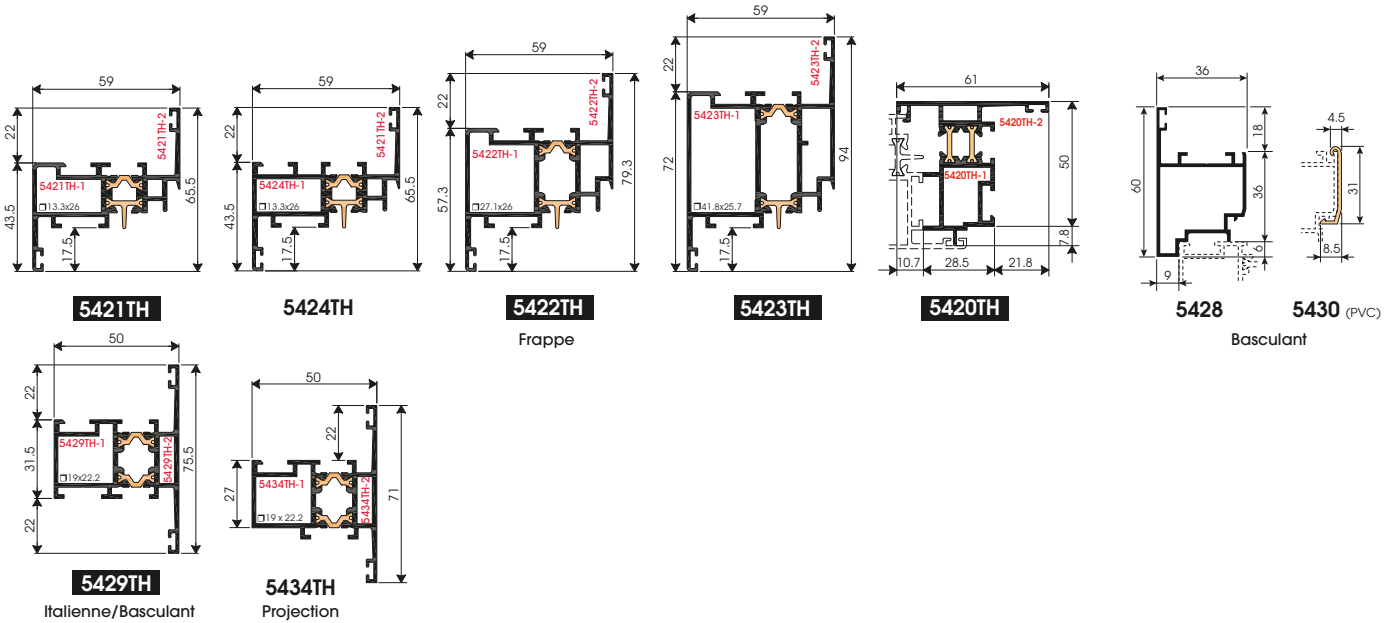 59
22
43.5
17.5
65.5
5421TH-1
5421TH-2
❒13.3x26
5421TH
59
22
43.5
17.5
65.5
5424TH-1
5421TH-2
❒13.3x26
5424TH
59
22
57.3
17.5
79.3
5422TH-1
5422TH-2
❒27.1x26
5422TH
Frappe
59
22
72
17.5
94
5423TH-1
5423TH-2
❒41.8x25.7
5423TH
61
5420TH-2
5420TH-1
50
7.8
10.7
28.5
21.8
5420TH
36
60
18
36
6
9
5428
4.5
31
8.5
5430 (PVC)
Basculant
50
22
31.5
22
75.5
5429TH-1
5429TH-2
❒19x22.2
5429TH
Italienne/Basculant
50
22
27
71
5434TH-1
5434TH-2
❒19 x 22.2
5434TH
Projection